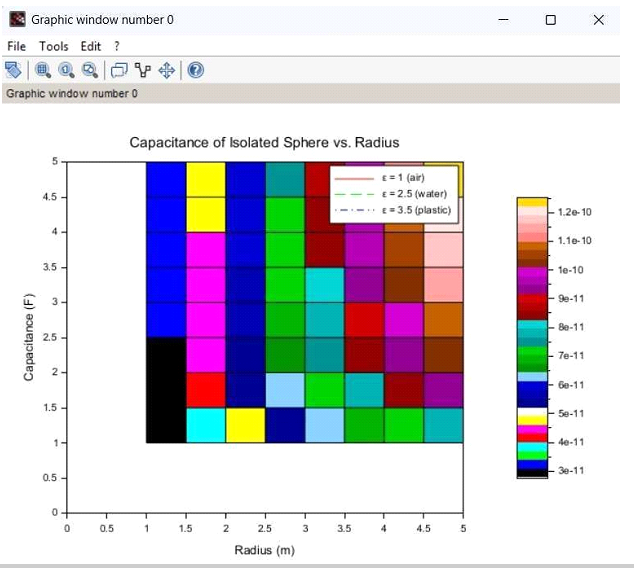 Graphic window number 0
File Tools Edit ?
Graphic window number 0
Capacitance of Isolated Sphere vs. Radius
ε = 1 (air)
ε = 2.5 (water)
ε = 3.5 (plastic)
5
4.5
4
3.5
3
2.5
2
1.5
1
0.5
0
Capacitance (F)
0 0.5 1 1.5 2 2.5 3 3.5 4 4.5 5
Radius (m)
1.2e-10
1.1e-10
1e-10
9e-11
8e-11
7e-11
6e-11
5e-11
4e-11
3e-11